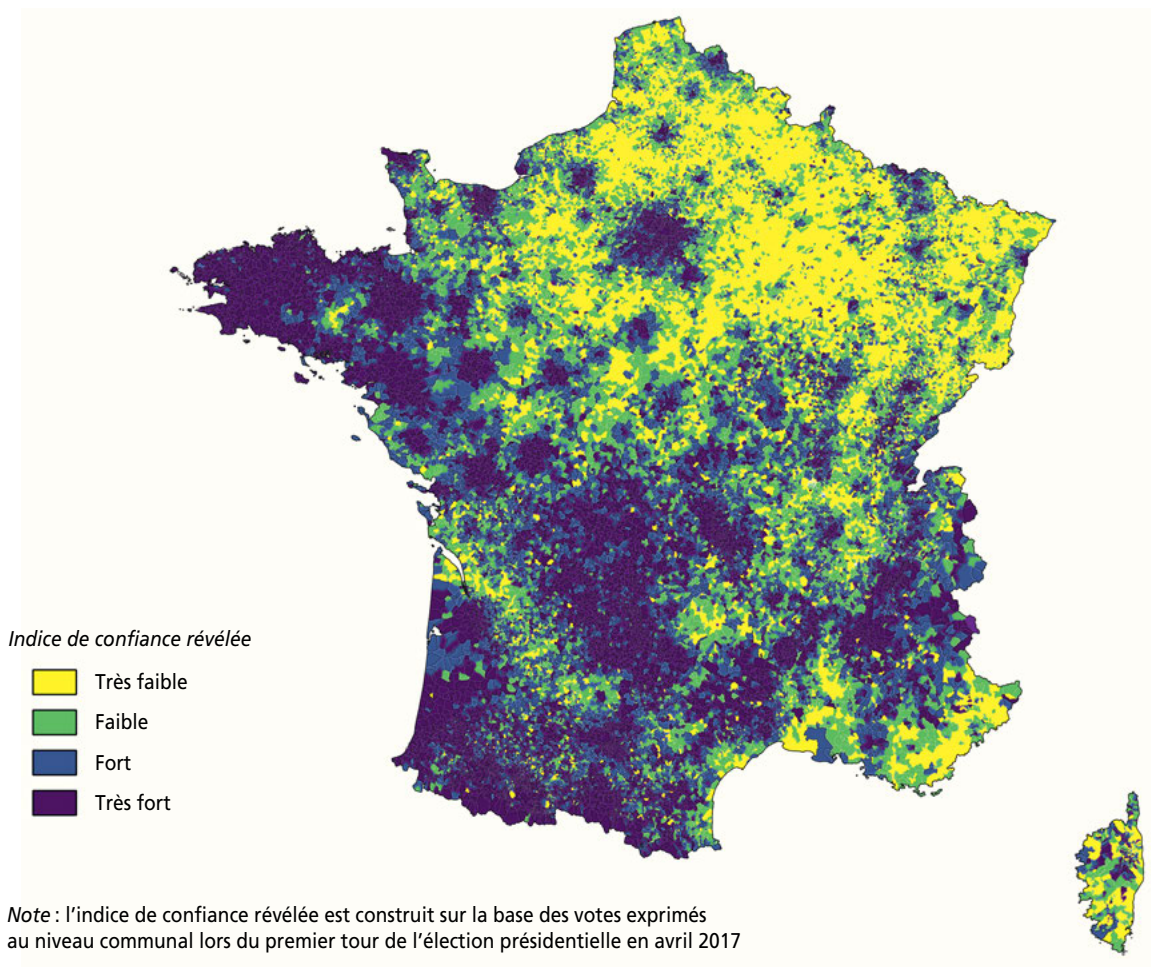 Indice de confiance révélée
Très faible
Faible
Fort
Très fort
Note : l’indice de confiance révélée est construit sur la base des votes exprimés
au niveau communal lors du premier tour de l’élection présidentielle en avril 2017